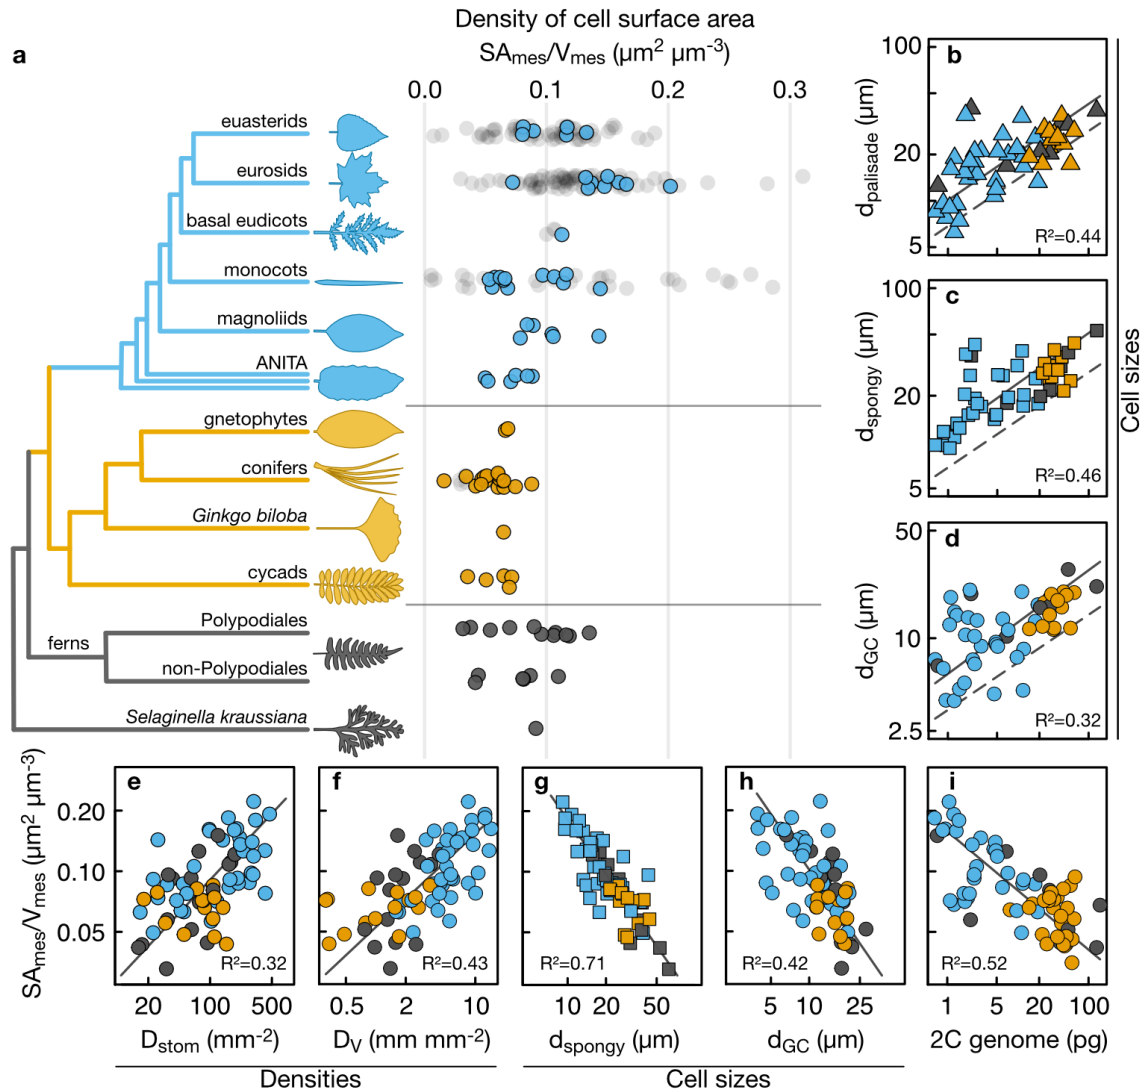 Density of cell surface area
SAmes/Vmes (µm² µm⁻³)
a
0.0 0.1 0.2 0.3
euasterids
eurosids
basal eudicots
monocots
magnoliids
ANITA
gnetophytes
conifers
Ginkgo biloba
cycads
Polypodiales
ferns
non-Polypodiales
Selaginella kraussiana
b
100
20
5
dpalisade (µm)
R²=0.44
c
100
20
5
dspongy (µm)
R²=0.46
d
50
10
2.5
dGC (µm)
R²=0.32
Cell sizes
SAmes/Vmes (µm² µm⁻³)
0.20
0.10
0.05
e
R²=0.32
20 100 500
Dstom (mm⁻²)
f
R²=0.43
0.5 2 10
DV (mm mm⁻²)
Densities
g
R²=0.71
10 20 50
dspongy (µm)
h
R²=0.42
5 10 25
dGC (µm)
Cell sizes
i
R²=0.52
1 5 20 100
2C genome (pg)